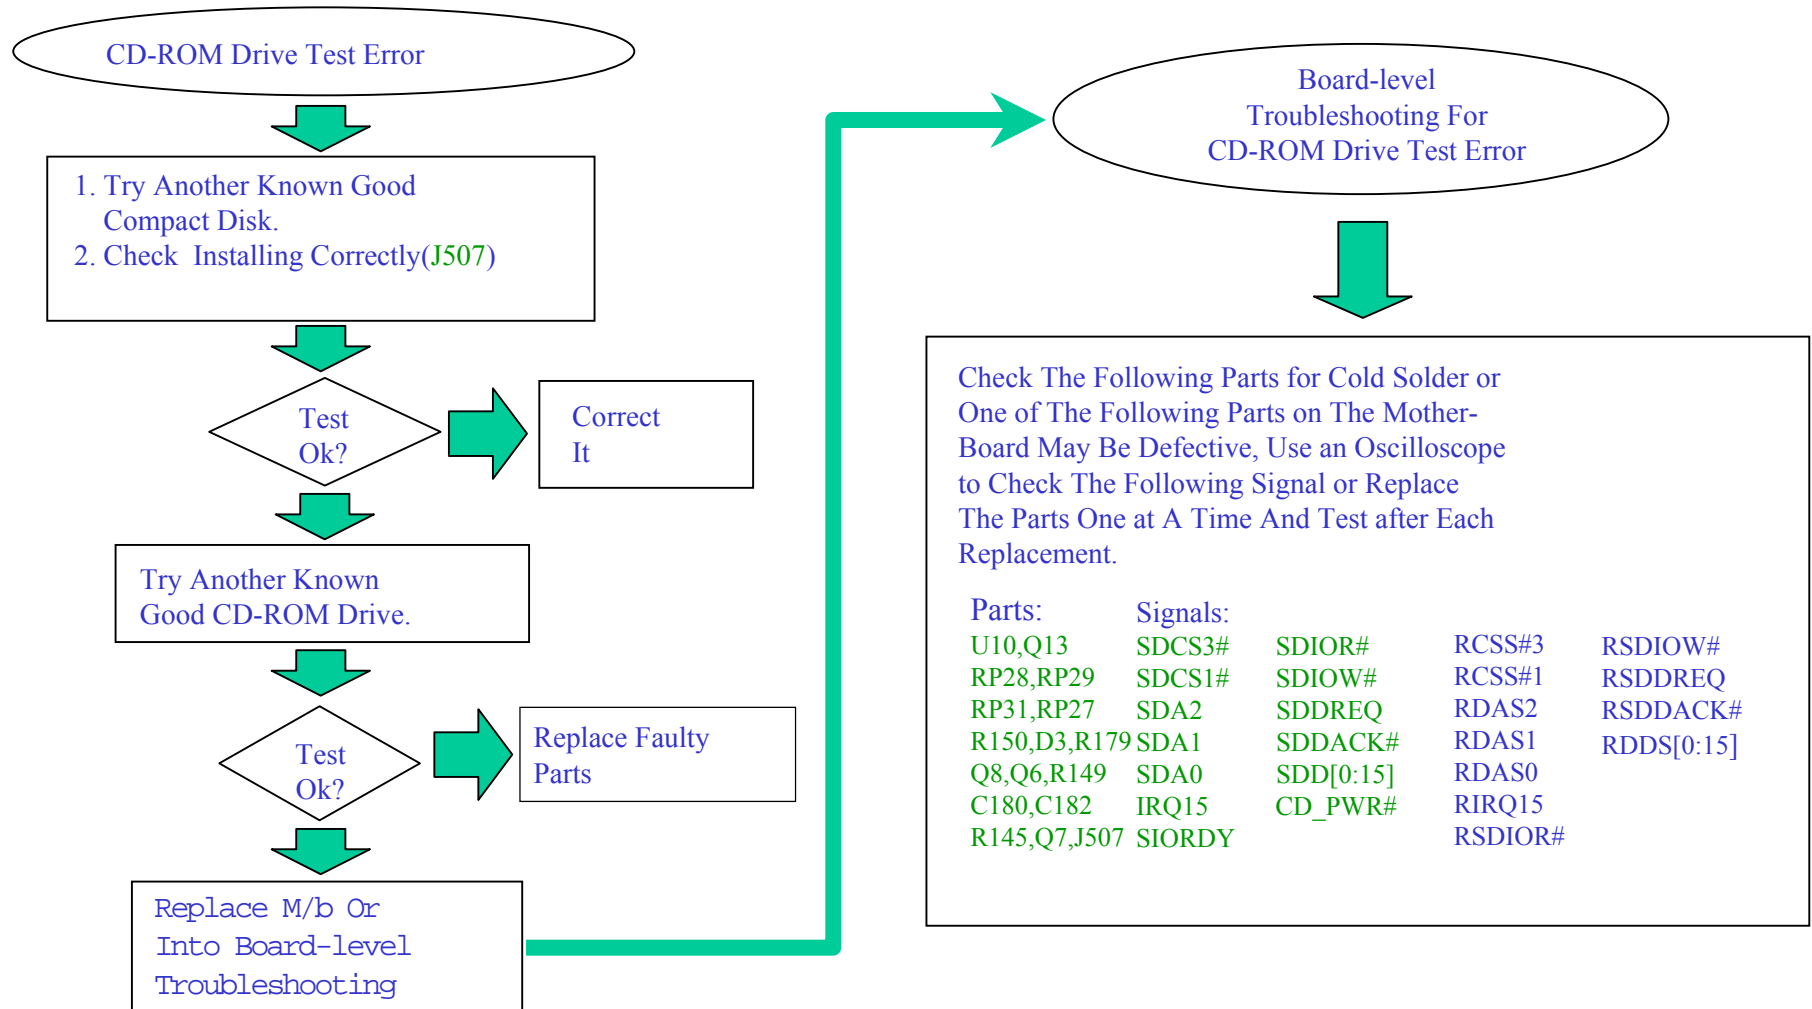 CD-ROM Drive Test Error
1. Try Another Known Good
Compact Disk.
2. Check Installing Correctly(J507)
Test
Ok?
Correct
It
Try Another Known
Good CD-ROM Drive.
Test
Ok?
Replace Faulty
Parts
Replace M/b Or
Into Board-level
Troubleshooting
Board-level
Troubleshooting For
CD-ROM Drive Test Error
Check The Following Parts for Cold Solder or
One of The Following Parts on The Mother-
Board May Be Defective, Use an Oscilloscope
to Check The Following Signal or Replace
The Parts One at A Time And Test after Each
Replacement.
Parts:
U10,Q13
RP28,RP29
RP31,RP27
R150,D3,R179
Q8,Q6,R149
C180,C182
R145,Q7,J507
Signals:
SDCS3#
SDCS1#
SDA2
SDA1
SDA0
IRQ15
SIORDY
SDIOR#
SDIOW#
SDDREQ
SDDACK#
SDD[0:15]
CD_PWR#
RCSS#3
RCSS#1
RDAS2
RDAS1
RDAS0
RIRQ15
RSDIOR#
RSDIOW#
RSDDREQ
RSDDACK#
RDDS[0:15]